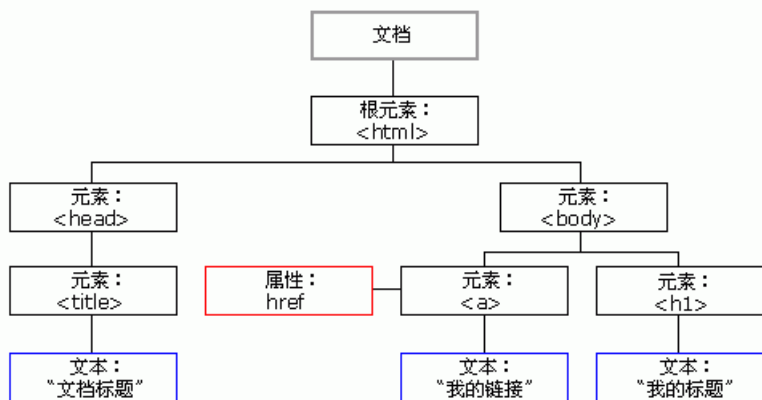 文档
根元素：
<html>
元素：
<head>
元素：
<body>
元素：
<title>
属性：
href
元素：
<a>
元素：
<h1>
文本：
“文档标题”
文本：
“我的链接”
文本：
“我的标题”